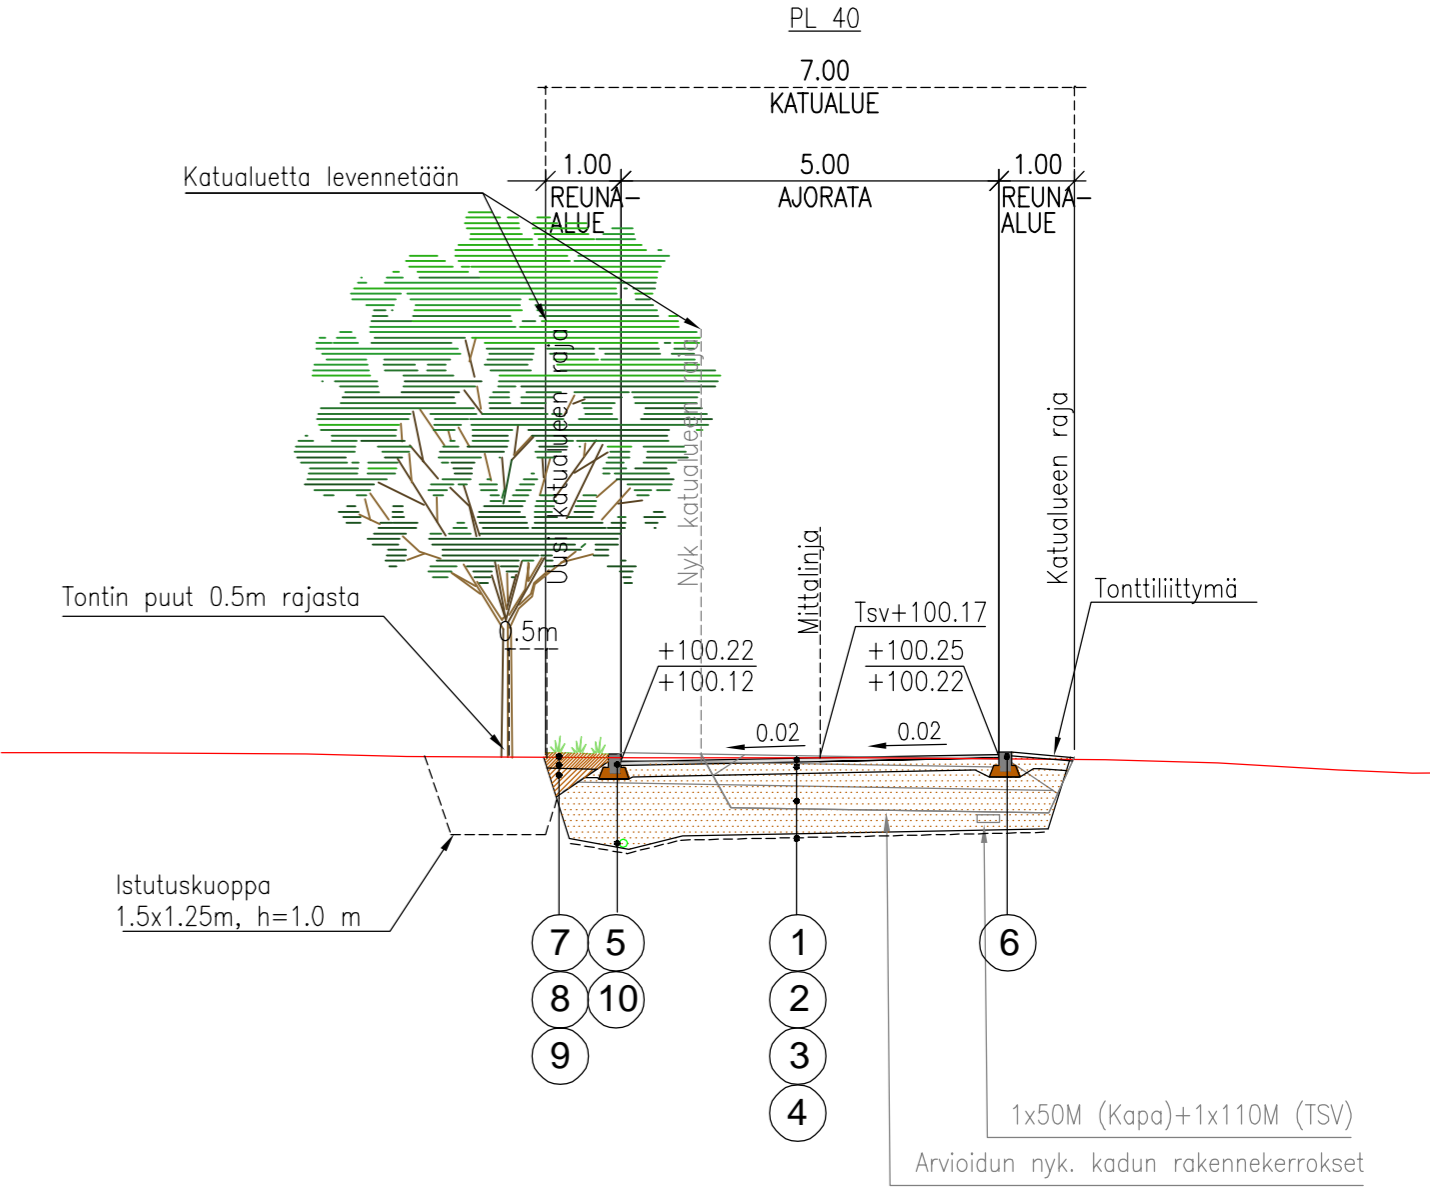 PL 40
7.00
KATUALUE
1.00
5.00
1.00
REUNA-
ALUE
AJORATA
REUNA-
ALUE
Katualuetta levennetään
Uusi katualueen raja
Nyk katualueen raja
Mittalinja
Katualueen raja
Tontin puut 0.5m rajasta
0.5m
Tonttiliittymä
Tsv+100.17
+100.22
+100.12
+100.25
+100.22
0.02
0.02
Istutuskuoppa
1.5x1.25m, h=1.0 m
7
5
1
6
8
10
2
9
3
4
1x50M (Kapa)+1x110M (TSV)
Arvioidun nyk. kadun rakennekerrokset